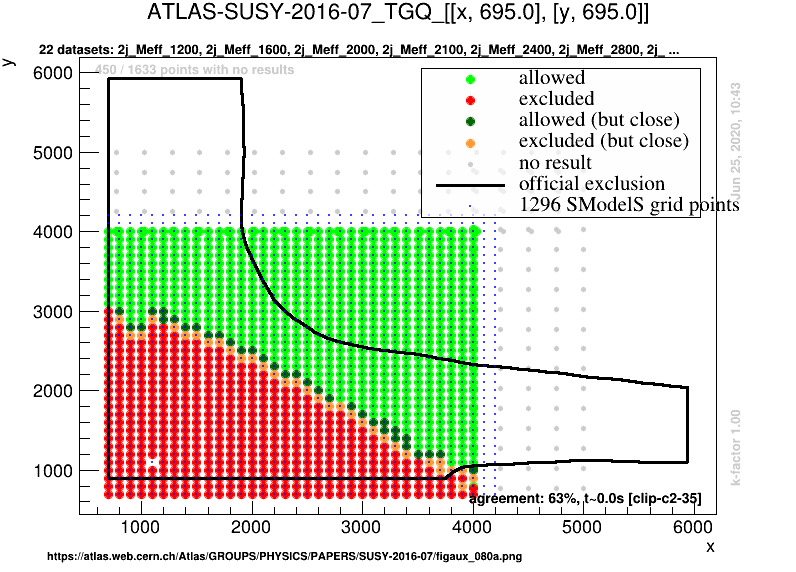 ATLAS-SUSY-2016-07_TGQ_[[x, 695.0], [y, 695.0]]
22 datasets: 2j_Meff_1200, 2j_Meff_1600, 2j_Meff_2000, 2j_Meff_2100, 2j_Meff_2400, 2j_Meff_2800, 2j_ ...
y
450 / 1633 points with no results
allowed
excluded
allowed (but close)
excluded (but close)
no result
official exclusion
1296 SModelS grid points
Jun 25, 2020, 10:43
k-factor 1.00
6000
5000
4000
3000
2000
1000
agreement: 63%, t~0.0s [clip-c2-35]
1000 2000 3000 4000 5000 6000
x
https://atlas.web.cern.ch/Atlas/GROUPS/PHYSICS/PAPERS/SUSY-2016-07/figaux_080a.png